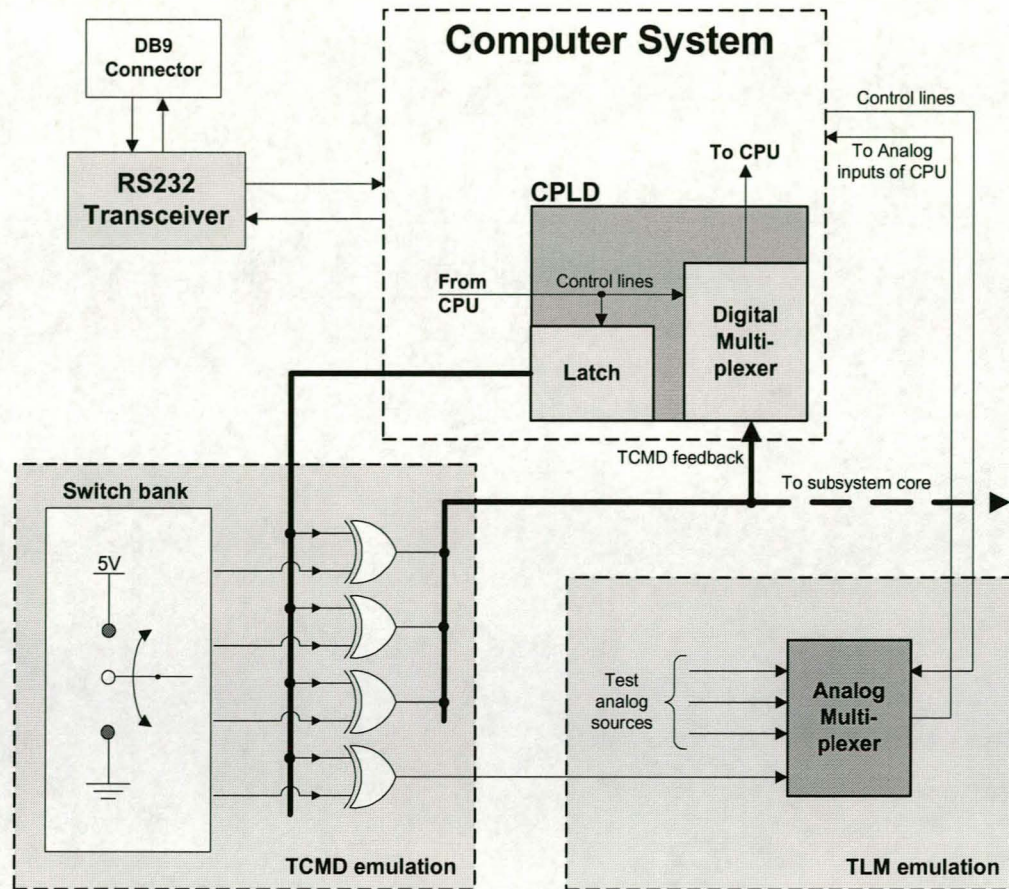 DB9
Connector
RS232
Transceiver
Computer System
Control lines
To Analog
inputs of CPU
To CPU
CPLD
From
CPU
Control lines
Digital
Multi-
plexer
Latch
TCMD feedback
To subsystem core
Switch bank
5V
TCMD emulation
Test
analog
sources
Analog
Multi-
plexer
TLM emulation